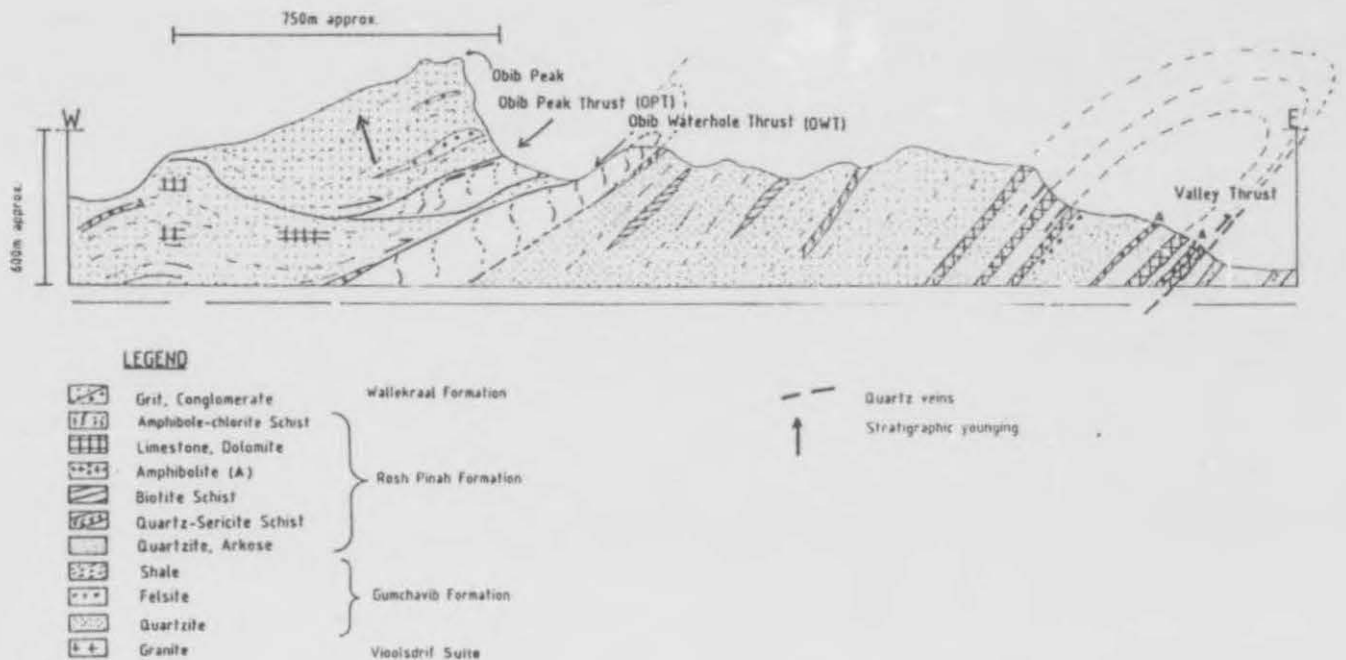 750m approx.
Obib Peak
Obib Peak Thrust (OPT)
W
Obib Waterhole Thrust (OWT)
E
Valley Thrust
600m approx.
A
A
LEGEND
Grit, Conglomerate
Wallekraal Formation
Amphibole-chlorite Schist
Limestone, Dolomite
Amphibolite (A)
Biotite Schist
Quartz-Sericite Schist
Quartzite, Arkose
Rosh Pinah Formation
Shale
Felsite
Quartzite
Gumchavib Formation
Granite
Vioolsdrif Suite
Quartz veins
Stratigraphic younging